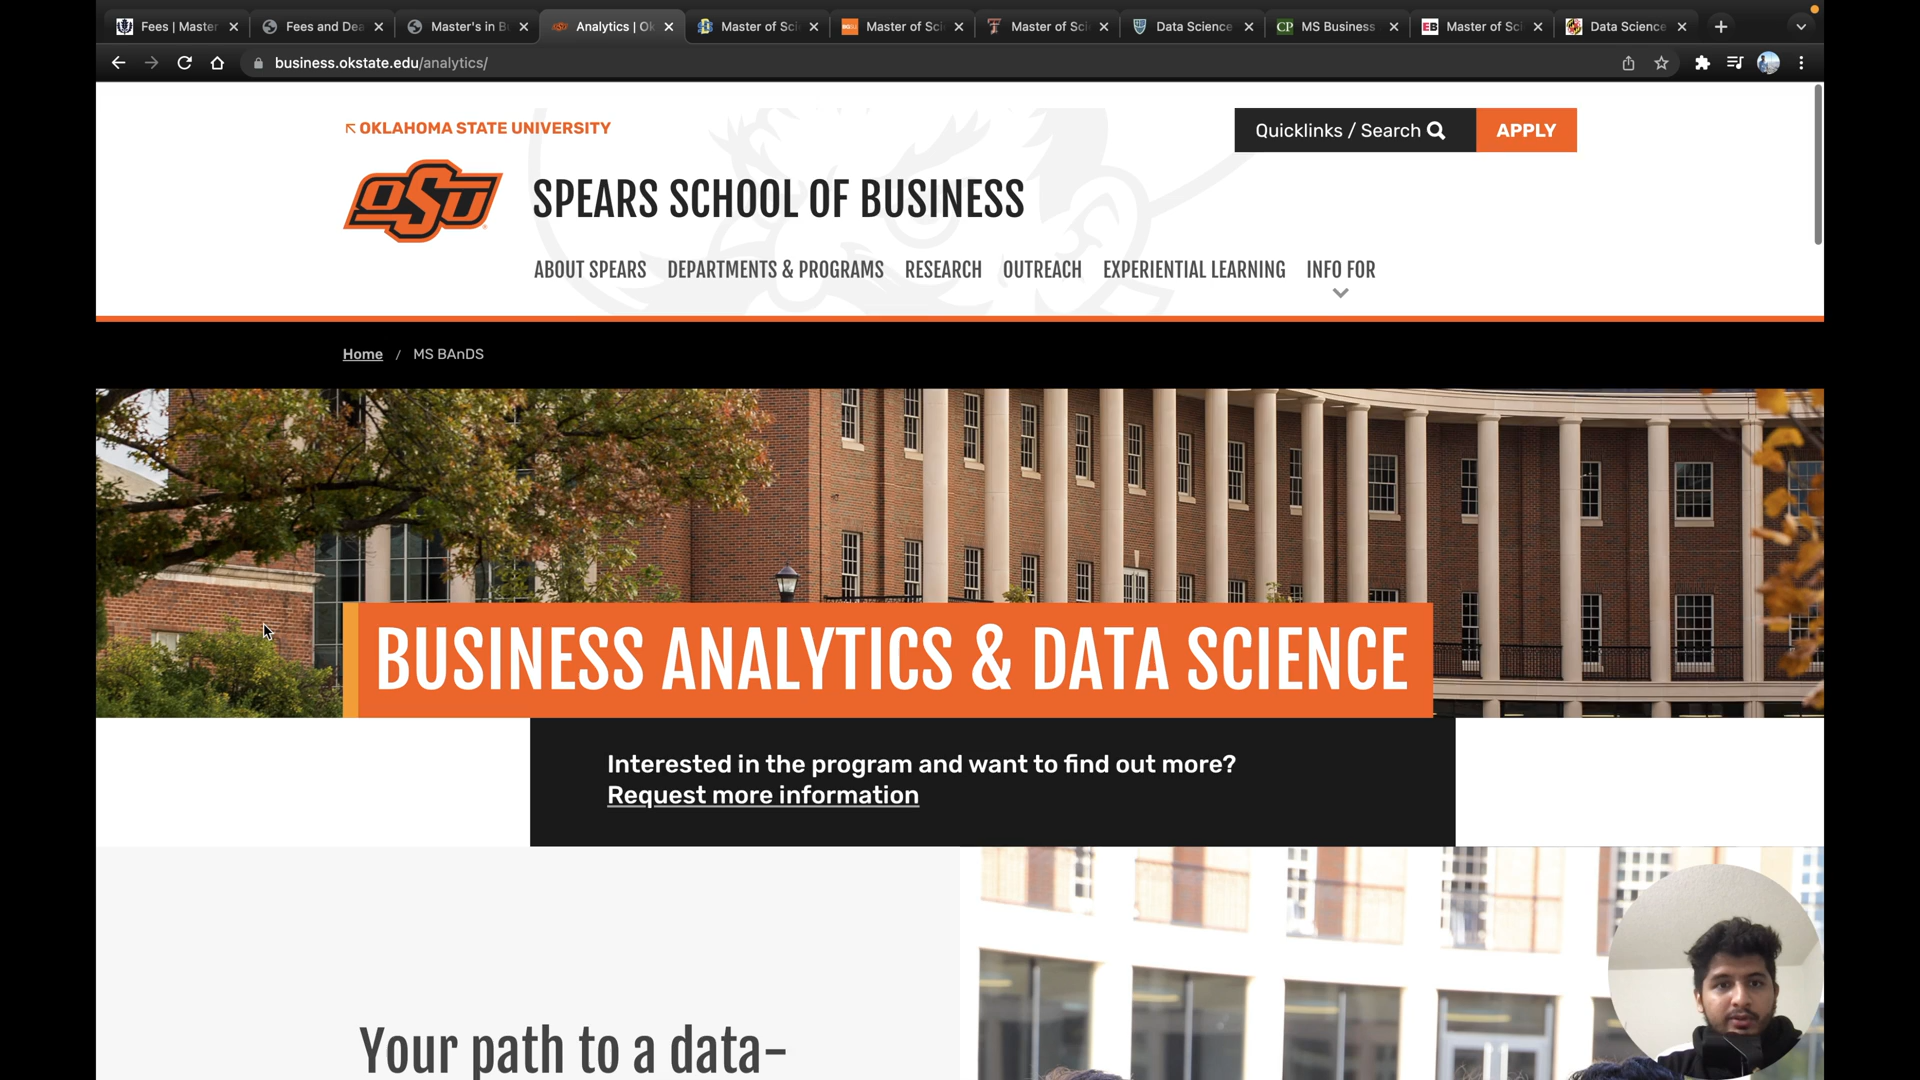 Fees | Master
Fees and Dea
Master's in B
Analytics | Ok
Master of Sci
Master of Sci
Master of Sci
Data Science
MS Business
Master of Sci
Data Science
business.okstate.edu/analytics/
OKLAHOMA STATE UNIVERSITY
Quicklinks / Search
APPLY
OSU
SPEARS SCHOOL OF BUSINESS
ABOUT SPEARS
DEPARTMENTS & PROGRAMS
RESEARCH
OUTREACH
EXPERIENTIAL LEARNING
INFO FOR
Home / MS BAnDS
BUSINESS ANALYTICS & DATA SCIENCE
Interested in the program and want to find out more?
Request more information
Your path to a data-